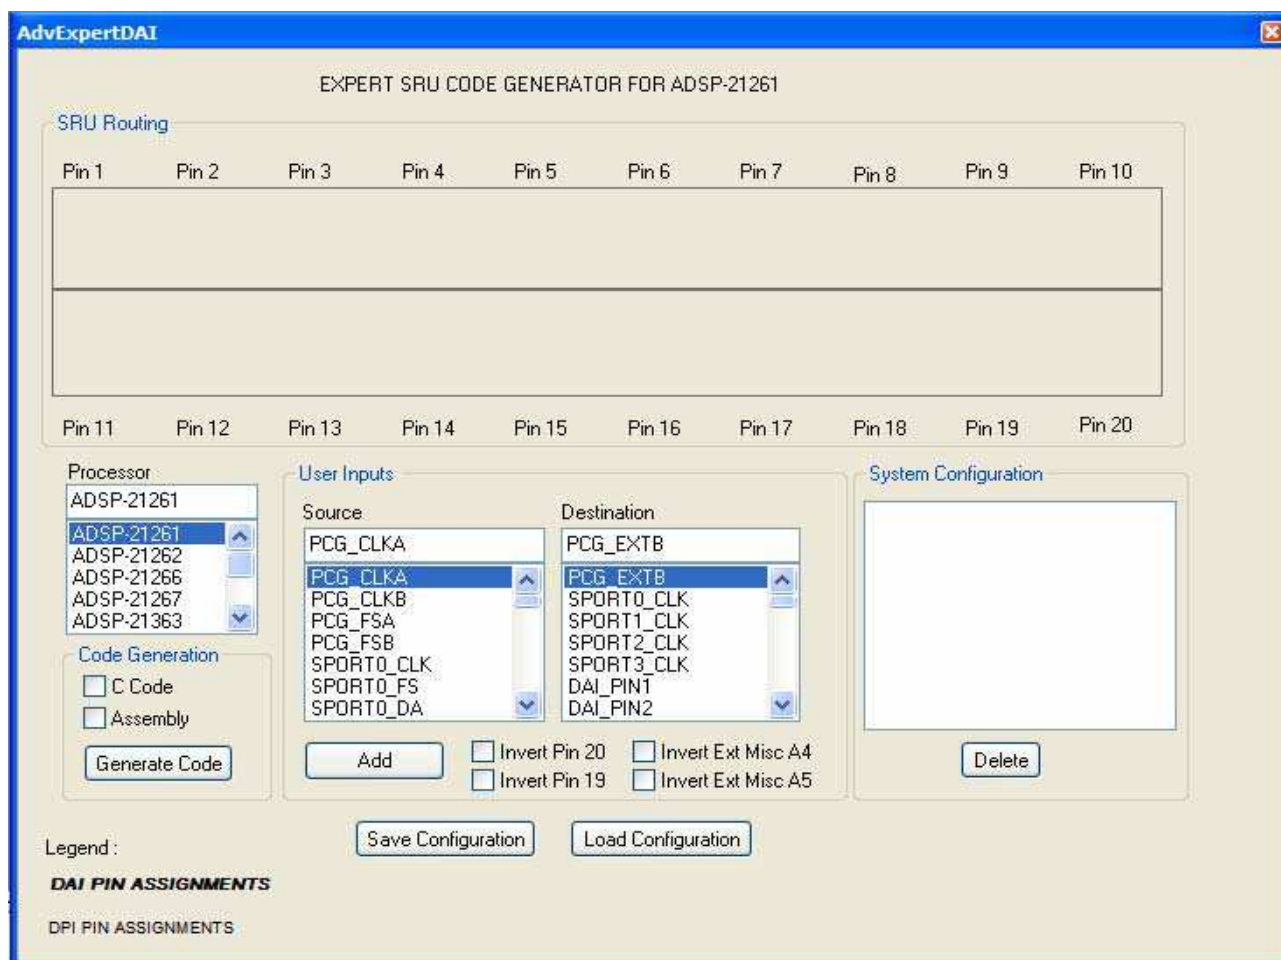 AdvExpertDAI
EXPERT SRU CODE GENERATOR FOR ADSP-21261
SRU Routing
Pin 1 Pin 2 Pin 3 Pin 4 Pin 5 Pin 6 Pin 7 Pin 8 Pin 9 Pin 10
Pin 11 Pin 12 Pin 13 Pin 14 Pin 15 Pin 16 Pin 17 Pin 18 Pin 19 Pin 20
Processor
ADSP-21261
ADSP-21261
ADSP-21262
ADSP-21266
ADSP-21267
ADSP-21363
Code Generation
C Code
Assembly
Generate Code
User Inputs
Source
PCG_CLKA
PCG_CLKA
PCG_CLKB
PCG_FSA
PCG_FSB
SPORT0_CLK
SPORT0_FS
SPORT0_DA
Destination
PCG_EXTB
PCG_EXTB
SPORT0_CLK
SPORT1_CLK
SPORT2_CLK
SPORT3_CLK
DAI_PIN1
DAI_PIN2
Add
Invert Pin 20
Invert Ext Misc A4
Invert Pin 19
Invert Ext Misc A5
System Configuration
Delete
Save Configuration
Load Configuration
Legend :
DAI PIN ASSIGNMENTS
DPI PIN ASSIGNMENTS